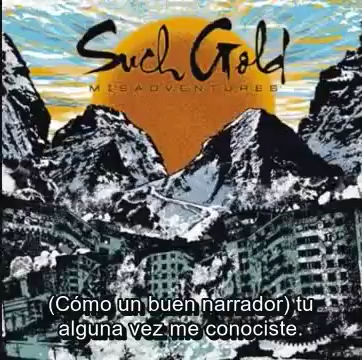 Such Gold
MISADVENTURES
(Cómo un buen narrador) tu
alguna vez me conociste.